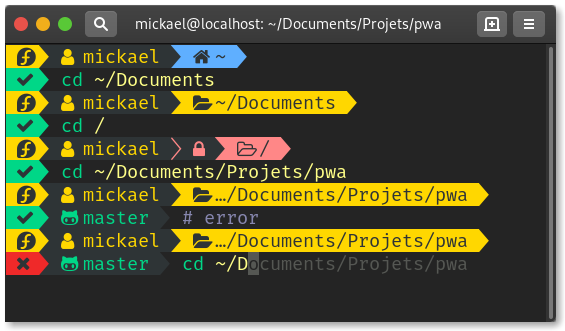 mickael@localhost: ~/Documents/Projets/pwa
mickael ~
cd ~/Documents
mickael ~/Documents
cd /
mickael /
cd ~/Documents/Projets/pwa
mickael …/Documents/Projets/pwa
master # error
mickael …/Documents/Projets/pwa
master cd ~/Documents/Projets/pwa